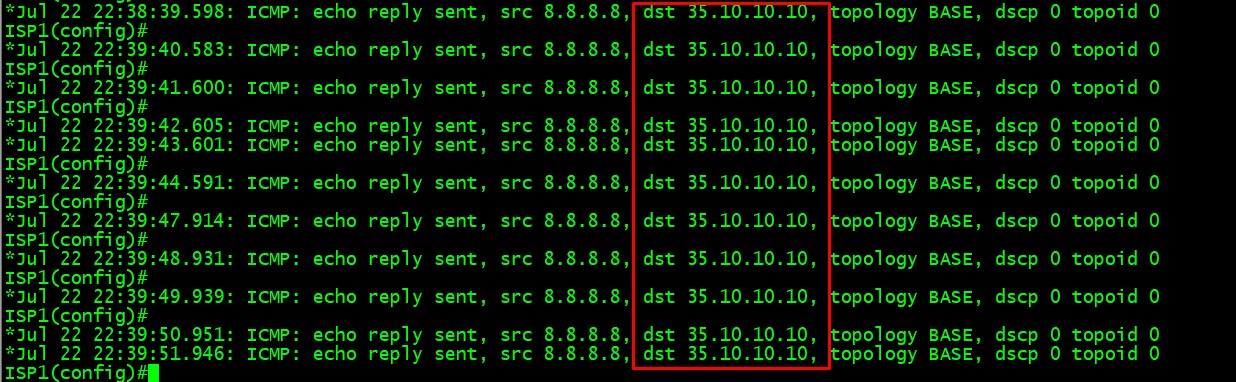 *Jul 22 22:38:39.598: ICMP: echo reply sent, src 8.8.8.8, dst 35.10.10.10, topology BASE, dscp 0 topoid 0
ISP1(config)#
*Jul 22 22:39:40.583: ICMP: echo reply sent, src 8.8.8.8, dst 35.10.10.10, topology BASE, dscp 0 topoid 0
ISP1(config)#
*Jul 22 22:39:41.600: ICMP: echo reply sent, src 8.8.8.8, dst 35.10.10.10, topology BASE, dscp 0 topoid 0
ISP1(config)#
*Jul 22 22:39:42.605: ICMP: echo reply sent, src 8.8.8.8, dst 35.10.10.10, topology BASE, dscp 0 topoid 0
*Jul 22 22:39:43.601: ICMP: echo reply sent, src 8.8.8.8, dst 35.10.10.10, topology BASE, dscp 0 topoid 0
ISP1(config)#
*Jul 22 22:39:44.591: ICMP: echo reply sent, src 8.8.8.8, dst 35.10.10.10, topology BASE, dscp 0 topoid 0
ISP1(config)#
*Jul 22 22:39:47.914: ICMP: echo reply sent, src 8.8.8.8, dst 35.10.10.10, topology BASE, dscp 0 topoid 0
ISP1(config)#
*Jul 22 22:39:48.931: ICMP: echo reply sent, src 8.8.8.8, dst 35.10.10.10, topology BASE, dscp 0 topoid 0
ISP1(config)#
*Jul 22 22:39:49.939: ICMP: echo reply sent, src 8.8.8.8, dst 35.10.10.10, topology BASE, dscp 0 topoid 0
ISP1(config)#
*Jul 22 22:39:50.951: ICMP: echo reply sent, src 8.8.8.8, dst 35.10.10.10, topology BASE, dscp 0 topoid 0
*Jul 22 22:39:51.946: ICMP: echo reply sent, src 8.8.8.8, dst 35.10.10.10, topology BASE, dscp 0 topoid 0
ISP1(config)#